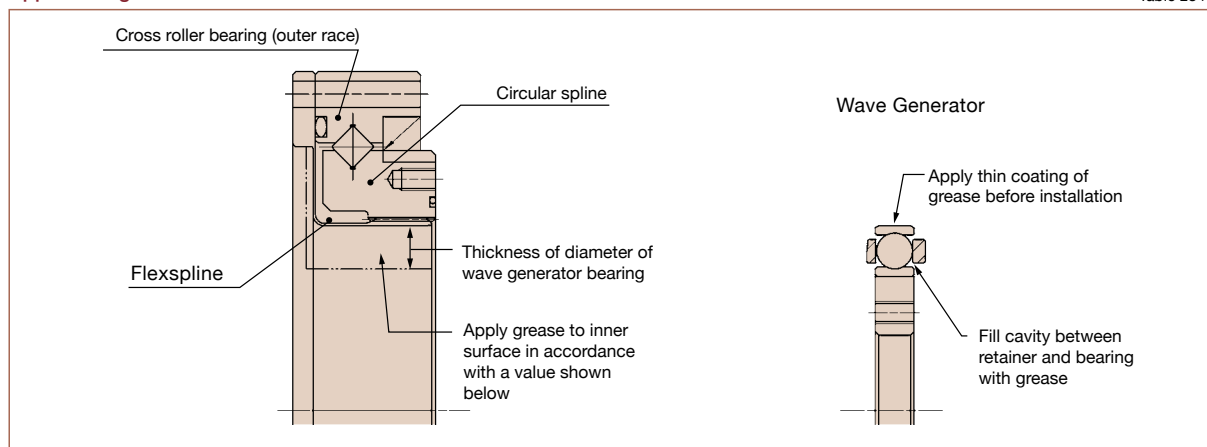 Cross roller bearing (outer race)
Circular spline
Flexspline
Thickness of diameter of
wave generator bearing
Apply grease to inner
surface in accordance
with a value shown
below
Wave Generator
Apply thin coating of
grease before installation
Fill cavity between
retainer and bearing
with grease